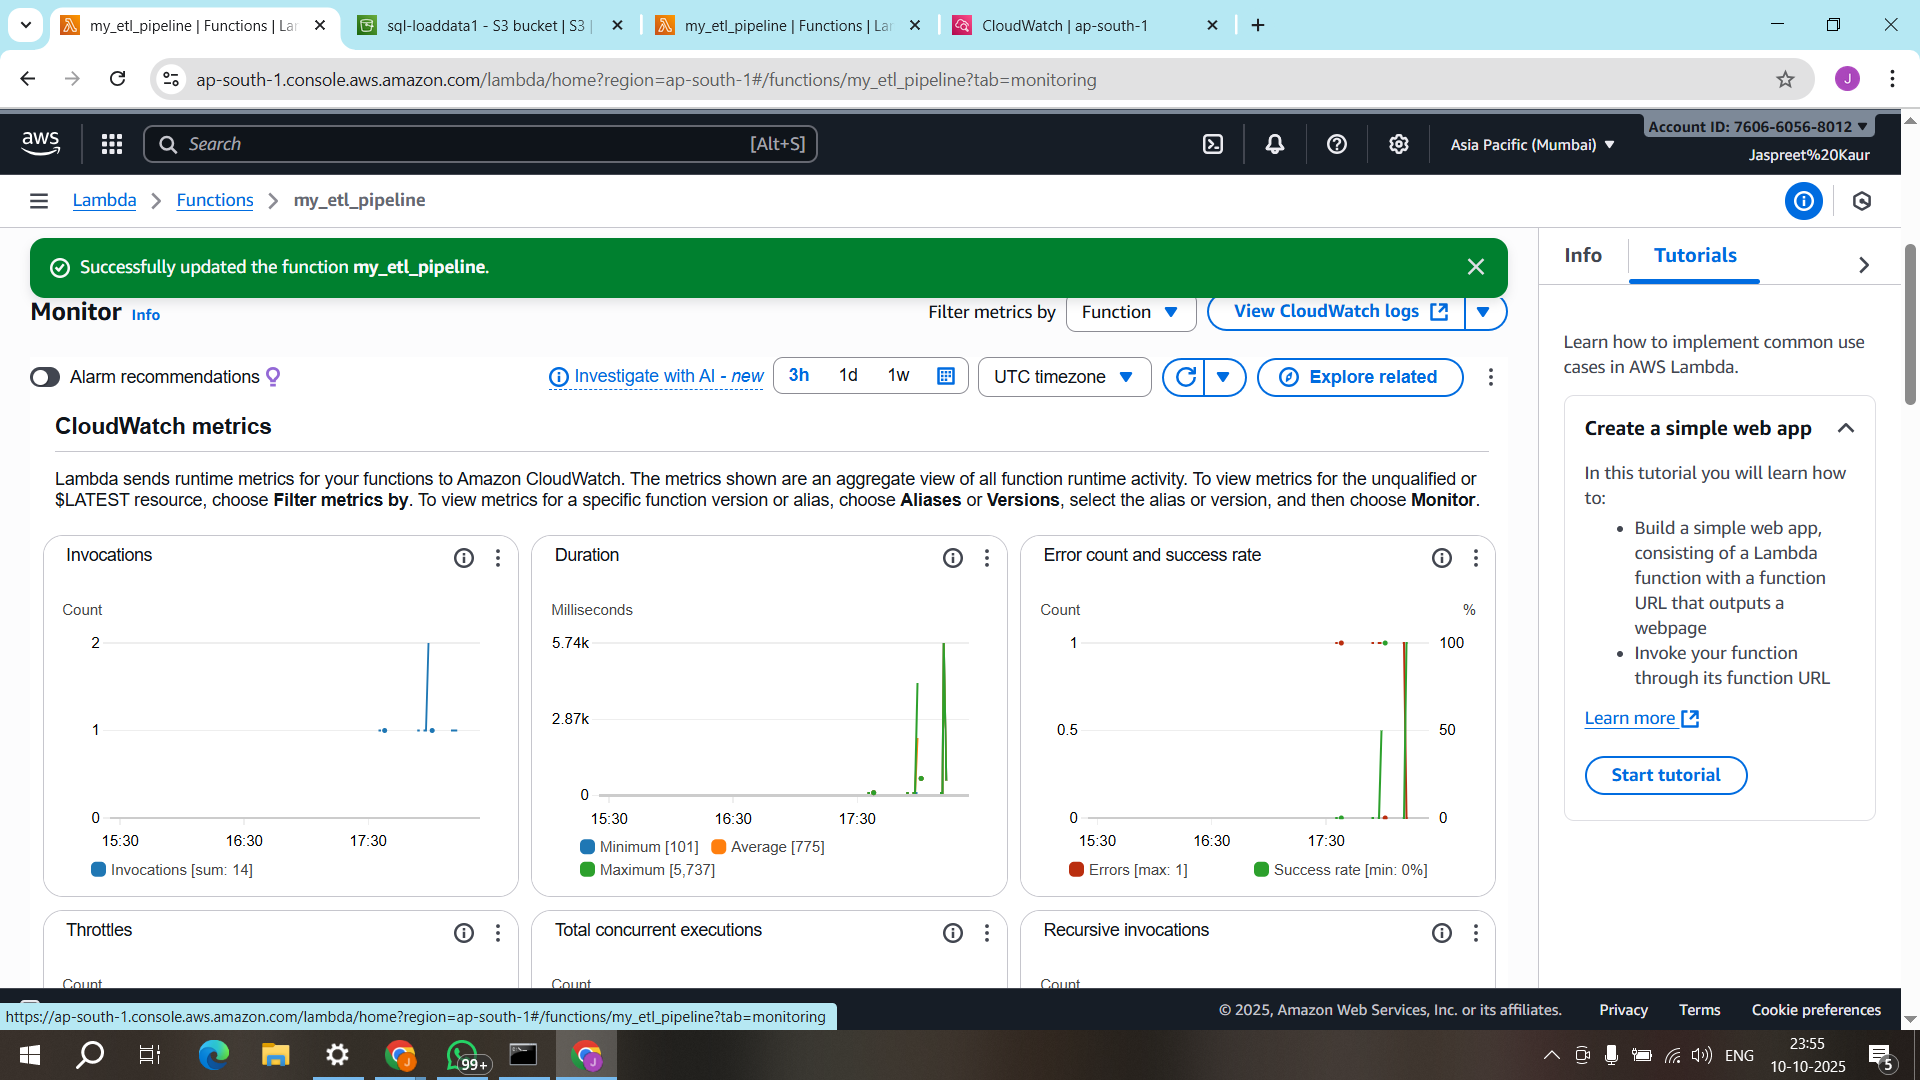 my_etl_pipeline | Functions | La
sql-loaddata1 - S3 bucket | S3 |
my_etl_pipeline | Functions | La
CloudWatch | ap-south-1
ap-south-1.console.aws.amazon.com/lambda/home?region=ap-south-1#/functions/my_etl_pipeline?tab=monitoring
J
aws
Search
[Alt+S]
Asia Pacific (Mumbai)
Account ID: 7606-6056-8012
Jaspreet%20Kaur
Lambda
Functions
my_etl_pipeline
Successfully updated the function my_etl_pipeline.
Info
Tutorials
Monitor
Info
Filter metrics by
Function
View CloudWatch logs
Alarm recommendations
Investigate with AI - new
3h
1d
1w
UTC timezone
Explore related
CloudWatch metrics
Lambda sends runtime metrics for your functions to Amazon CloudWatch. The metrics shown are an aggregate view of all function runtime activity. To view metrics for the unqualified or
$LATEST resource, choose Filter metrics by. To view metrics for a specific function version or alias, choose Aliases or Versions, select the alias or version, and then choose Monitor.
Invocations
Count
2
1
0
15:30
16:30
17:30
Invocations [sum: 14]
Duration
Milliseconds
5.74k
2.87k
0
15:30
16:30
17:30
Minimum [101]
Average [775]
Maximum [5,737]
Error count and success rate
Count
%
1
100
0.5
50
0
0
15:30
16:30
17:30
Errors [max: 1]
Success rate [min: 0%]
Throttles
Count
Total concurrent executions
Count
Recursive invocations
Count
Learn how to implement common use
cases in AWS Lambda.
Create a simple web app
In this tutorial you will learn how
to:
• Build a simple web app,
consisting of a Lambda
function with a function
URL that outputs a
webpage
• Invoke your function
through its function URL
Learn more
Start tutorial
https://ap-south-1.console.aws.amazon.com/lambda/home?region=ap-south-1#/functions/my_etl_pipeline?tab=monitoring
© 2025, Amazon Web Services, Inc. or its affiliates.
Privacy
Terms
Cookie preferences
J
99+
J
ENG
23:55
10-10-2025
5